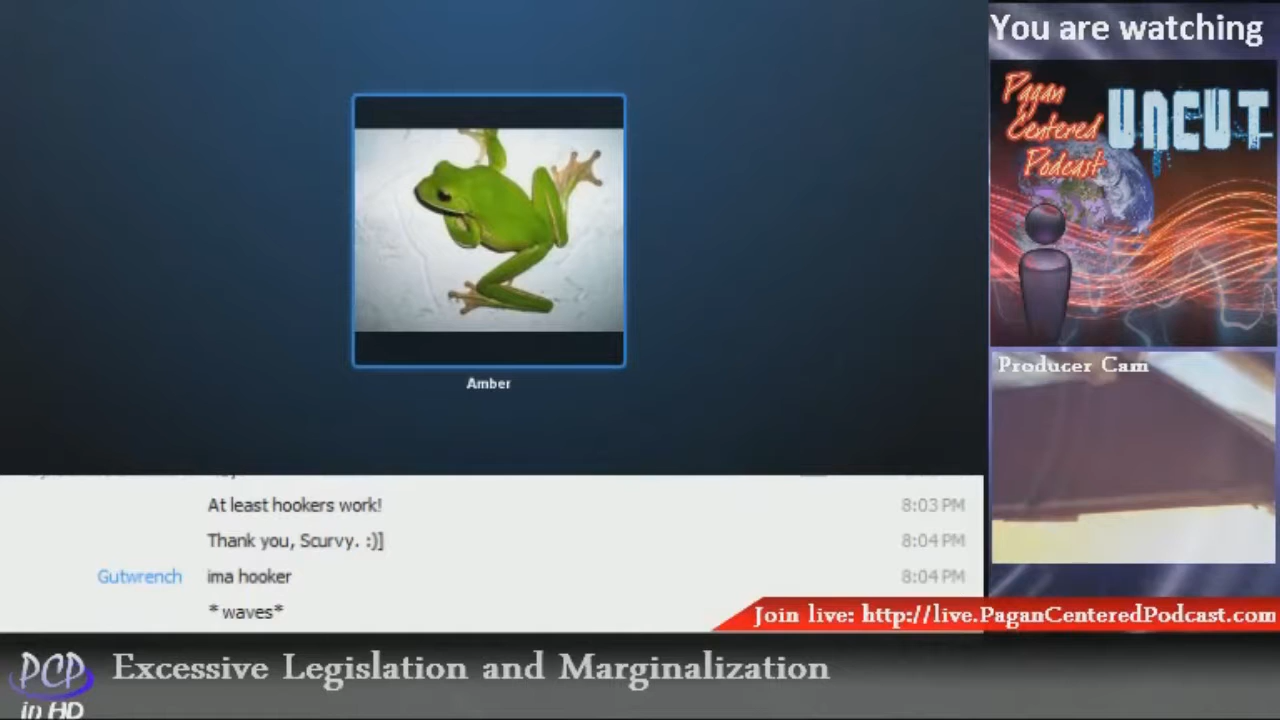 You are watching
Pagan
Centered
Podcast
UNCUT
Amber
Producer Cam
At least hookers work!
8:03 PM
Thank you, Scurvy. :)]
8:04 PM
Gutwrench
ima hooker
8:04 PM
*waves*
Join live: http://live.PaganCenteredPodcast.com
PCP
in HD
Excessive Legislation and Marginalization